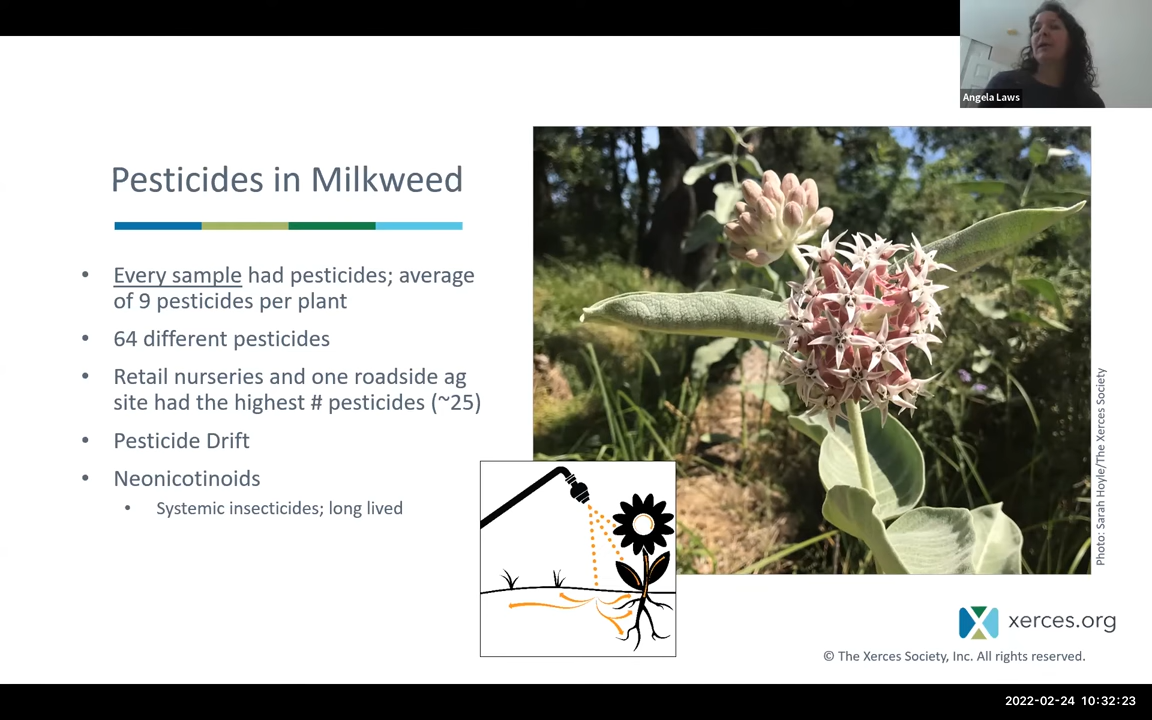 Angela Laws
Pesticides in Milkweed
• Every sample had pesticides; average
of 9 pesticides per plant
• 64 different pesticides
• Retail nurseries and one roadside ag
site had the highest # pesticides (~25)
• Pesticide Drift
• Neonicotinoids
• Systemic insecticides; long lived
Photo: Sarah Hoyle/The Xerces Society
xerces.org
© The Xerces Society, Inc. All rights reserved.
2022-02-24 10:32:23